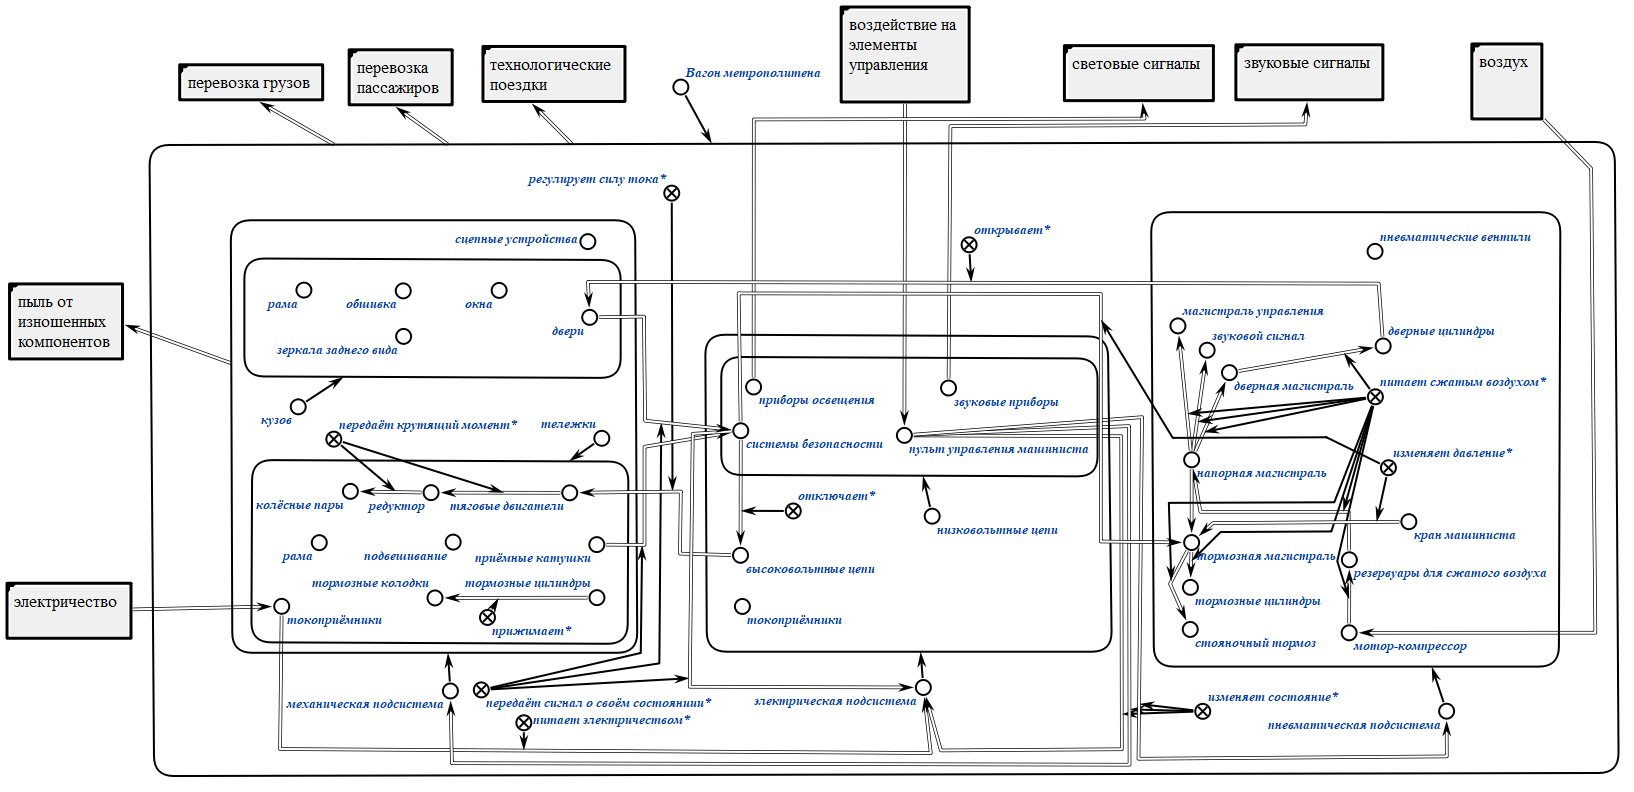 воздействие на
элементы
управления
перевозка грузов
перевозка
пассажиров
технологические
поездки
Вагон метрополитена
световые сигналы
звуковые сигналы
воздух
регулирует силу тока*
сцепные устройства
открывает*
пневматические вентили
рама
обшивка
окна
двери
зеркала заднего вида
пыль от
изношенных
компонентов
магистраль управления
звуковой сигнал
дверные цилиндры
дверная магистраль
питает сжатым воздухом*
кузов
передаёт крутящий момент*
тележки
приборы освещения
звуковые приборы
системы безопасности
пульт управления машиниста
изменяет давление*
напорная магистраль
колёсные пары
редуктор
тяговые двигатели
отключает*
низковольтные цепи
кран машиниста
рама
подвешивание
приёмные катушки
тормозная магистраль
высоковольтные цепи
резервуары для сжатого воздуха
тормозные колодки
тормозные цилиндры
электричество
токоприёмники
прижимает*
токоприёмники
тормозные цилиндры
стояночный тормоз
мотор-компрессор
механическая подсистема
передаёт сигнал о своём состояниии*
питает электричеством*
электрическая подсистема
изменяет состояние*
пневматическая подсистема